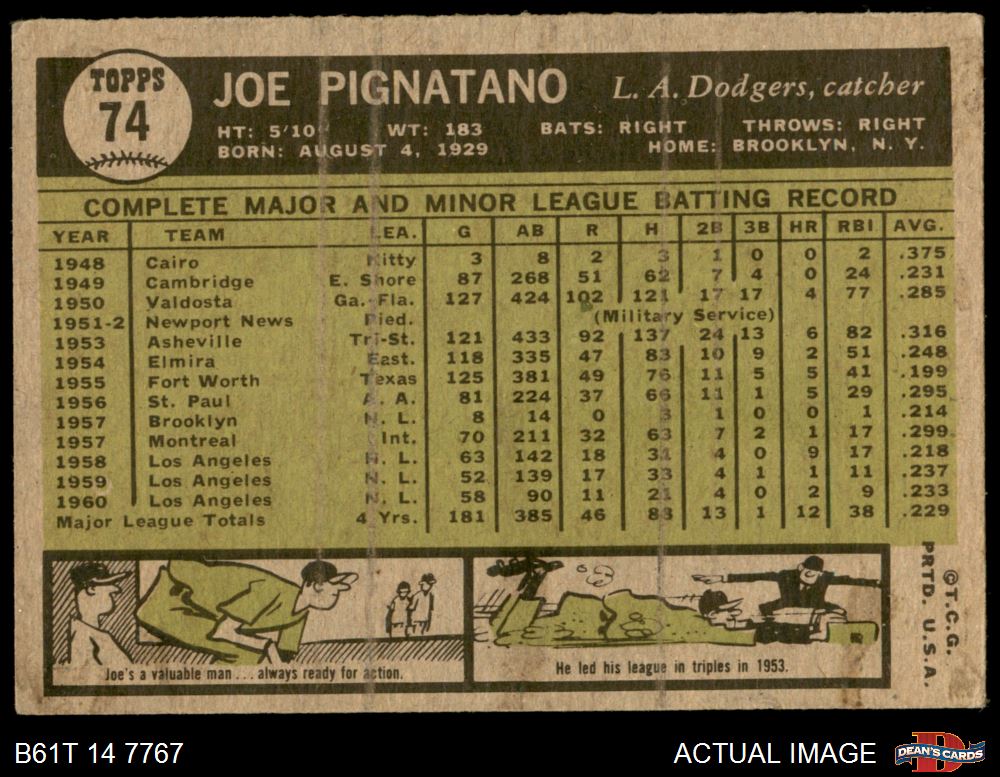 TOPPS
74
JOE PIGNATANO L. A. Dodgers, catcher
HT: 5'10" WT: 183 BATS: RIGHT THROWS: RIGHT
BORN: AUGUST 4, 1929 HOME: BROOKLYN, N. Y.
COMPLETE MAJOR AND MINOR LEAGUE BATTING RECORD
YEAR TEAM LEA. G AB R H 2B 3B HR RBI AVG.
1948 Cairo Kitty 3 8 2 3 1 0 0 2 .375
1949 Cambridge E. Shore 87 268 51 62 7 4 0 24 .231
1950 Valdosta Ga.-Fla. 127 424 102 121 17 17 4 77 .285
1951-2 Newport News Pied. (Military Service)
1953 Asheville Tri-St. 121 433 92 137 24 13 6 82 .316
1954 Elmira East. 118 335 47 83 10 9 2 51 .248
1955 Fort Worth Texas 125 381 49 76 11 5 5 41 .199
1956 St. Paul A. A. 81 224 37 66 11 1 5 29 .295
1957 Brooklyn N. L. 8 14 0 3 1 0 0 1 .214
1957 Montreal Int. 70 211 32 63 7 2 1 17 .299
1958 Los Angeles N. L. 63 142 18 31 4 0 9 17 .218
1959 Los Angeles N. L. 52 139 17 33 4 1 1 11 .237
1960 Los Angeles N. L. 58 90 11 21 4 0 2 9 .233
Major League Totals 4 Yrs. 181 385 46 88 13 1 12 38 .229
Joe's a valuable man . . . always ready for action.
He led his league in triples in 1953.
© T. C. G.
PRTD. U. S. A.
B61T 14 7767 ACTUAL IMAGE
D
DEAN'S CARDS